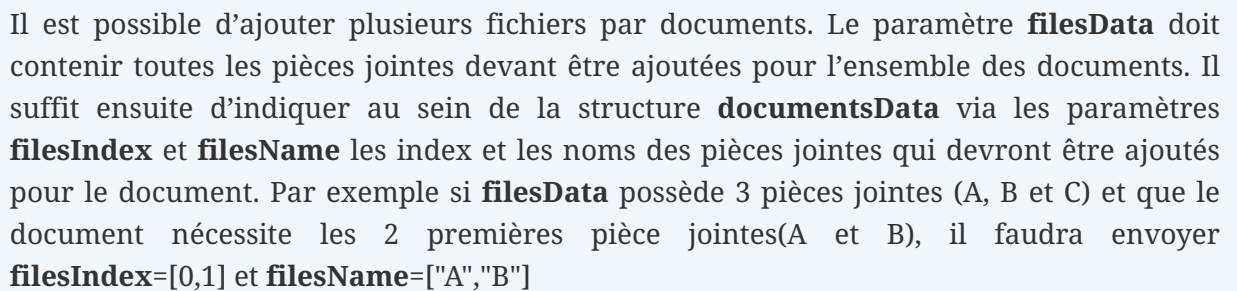 Il est possible d’ajouter plusieurs fichiers par documents. Le paramètre filesData doit
contenir toutes les pièces jointes devant être ajoutées pour l’ensemble des documents. Il
suffit ensuite d’indiquer au sein de la structure documentsData via les paramètres
filesIndex et filesName les index et les noms des pièces jointes qui devront être ajoutés
pour le document. Par exemple si filesData possède 3 pièces jointes (A, B et C) et que le
document nécessite les 2 premières pièce jointes(A et B), il faudra envoyer
filesIndex=[0,1] et filesName=["A","B"]